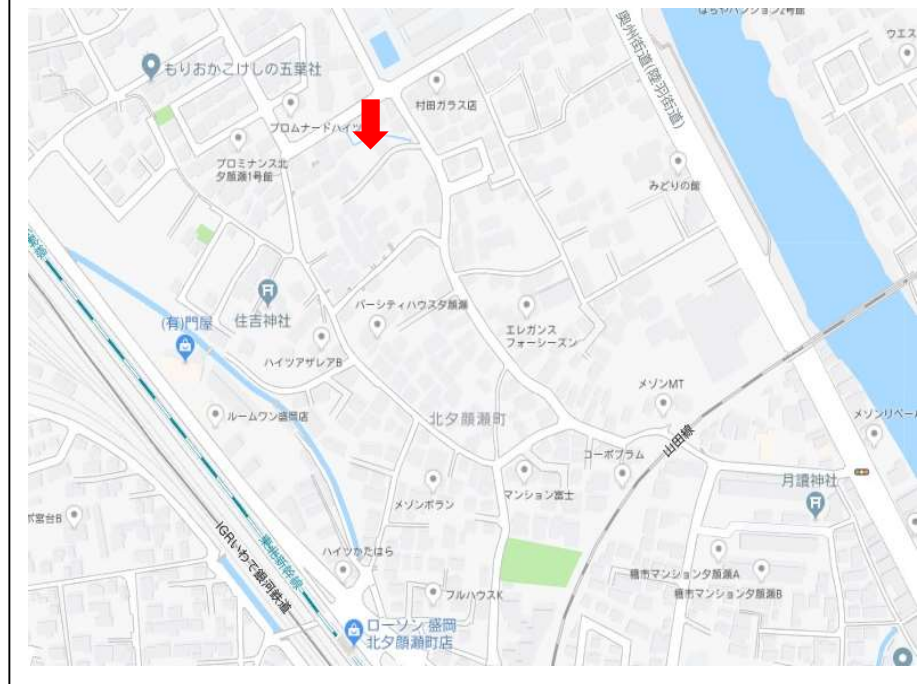 はらやマンション2号館
ウエス
奥州街道(陸羽街道)
もりおかこけしの五葉社
村田ガラス店
プロムナードハイツ
プロミナンス北
夕顔瀬1号館
みどりの館
幹線
住吉神社
バーシティハウス夕顔瀬
エレガンス
フォーシーズン
(有)門屋
ハイツアザレアB
メゾンMT
メゾンリベール
ルームワン盛岡店
北夕顔瀬町
山田線
コーポプラム
月讀神社
メゾンボラン
マンション富士
ポ宮台B
IGRいわて銀河鉄道
東北新幹線
ハイツかたはら
橋市マンション夕顔瀬A
フルハウスK
橋市マンション夕顔瀬B
ローソン 盛岡
北夕顔瀬町店